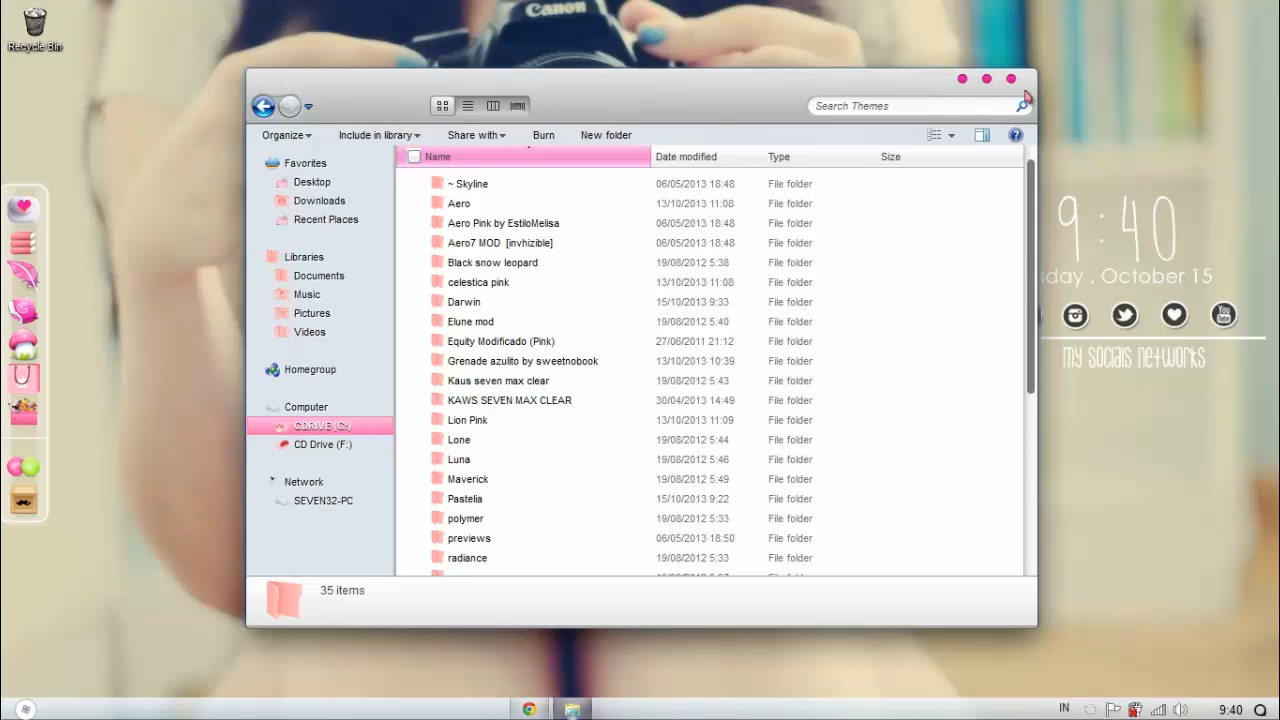 Canon
Recycle Bin
Search Themes
Organize
Include in library
Share with
Burn
New folder
Name
Date modified
Type
Size
Favorites
Desktop
Downloads
Recent Places
Libraries
Documents
Music
Pictures
Videos
Homegroup
Computer
CDRIVE (C:)
CD Drive (F:)
Network
SEVEN32-PC
~ Skyline 06/05/2013 18:48 File folder
Aero 13/10/2013 11:08 File folder
Aero Pink by EstiloMelisa 06/05/2013 18:48 File folder
Aero7 MOD [invhizible] 06/05/2013 18:48 File folder
Black snow leopard 19/08/2012 5:38 File folder
celestica pink 13/10/2013 11:08 File folder
Darwin 15/10/2013 9:33 File folder
Elune mod 19/08/2012 5:40 File folder
Equity Modificado (Pink) 27/06/2011 21:12 File folder
Grenade azulito by sweetnobook 13/10/2013 10:39 File folder
Kaus seven max clear 19/08/2012 5:43 File folder
KAWS SEVEN MAX CLEAR 30/04/2013 14:49 File folder
Lion Pink 13/10/2013 11:09 File folder
Lone 19/08/2012 5:44 File folder
Luna 19/08/2012 5:46 File folder
Maverick 19/08/2012 5:49 File folder
Pastelia 15/10/2013 9:22 File folder
polymer 19/08/2012 5:33 File folder
previews 06/05/2013 18:50 File folder
radiance 19/08/2012 5:33 File folder
35 items
9:40
sday , October 15
You Tube
my socials networks
IN
9:40